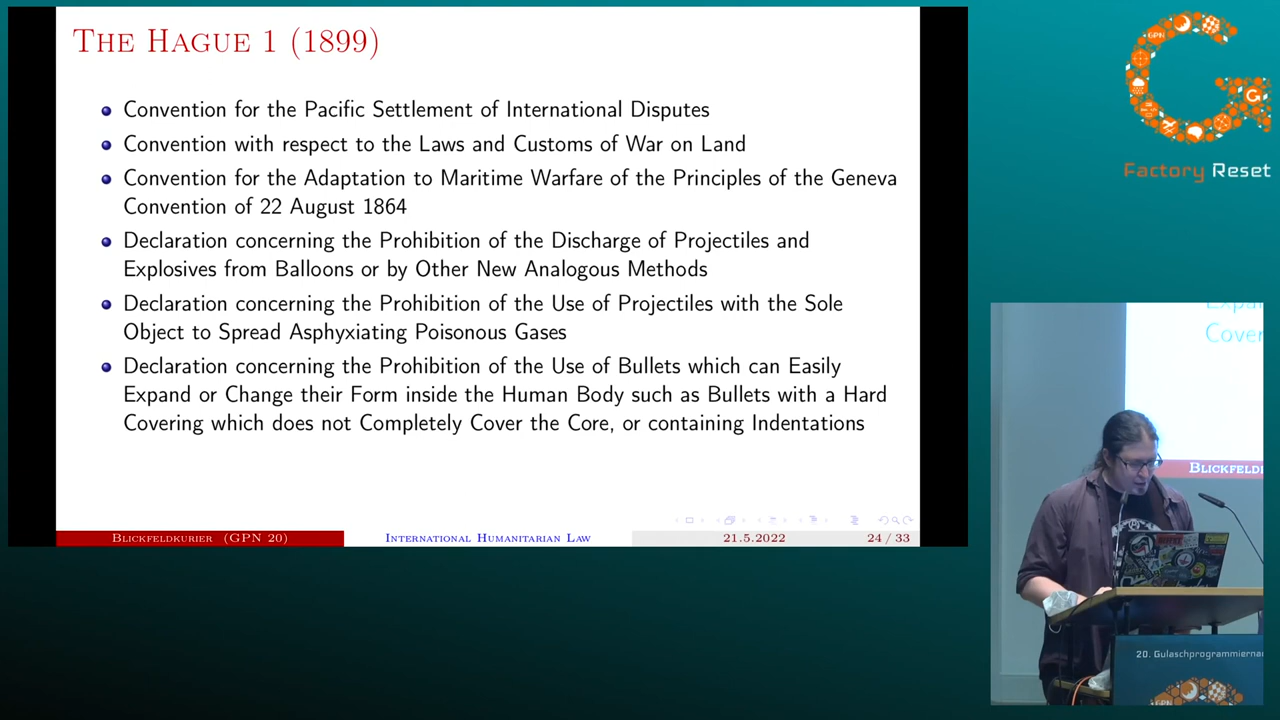 The Hague 1 (1899)
Convention for the Pacific Settlement of International Disputes
Convention with respect to the Laws and Customs of War on Land
Convention for the Adaptation to Maritime Warfare of the Principles of the Geneva
Convention of 22 August 1864
Declaration concerning the Prohibition of the Discharge of Projectiles and
Explosives from Balloons or by Other New Analogous Methods
Declaration concerning the Prohibition of the Use of Projectiles with the Sole
Object to Spread Asphyxiating Poisonous Gases
Declaration concerning the Prohibition of the Use of Bullets which can Easily
Expand or Change their Form inside the Human Body such as Bullets with a Hard
Covering which does not Completely Cover the Core, or containing Indentations
Blickfeldkurier (GPN 20)
International Humanitarian Law
21.5.2022
24 / 33
GPN
G
Factory Reset
Expa
Cover
Blickfeld
20. Gulaschprogrammierna